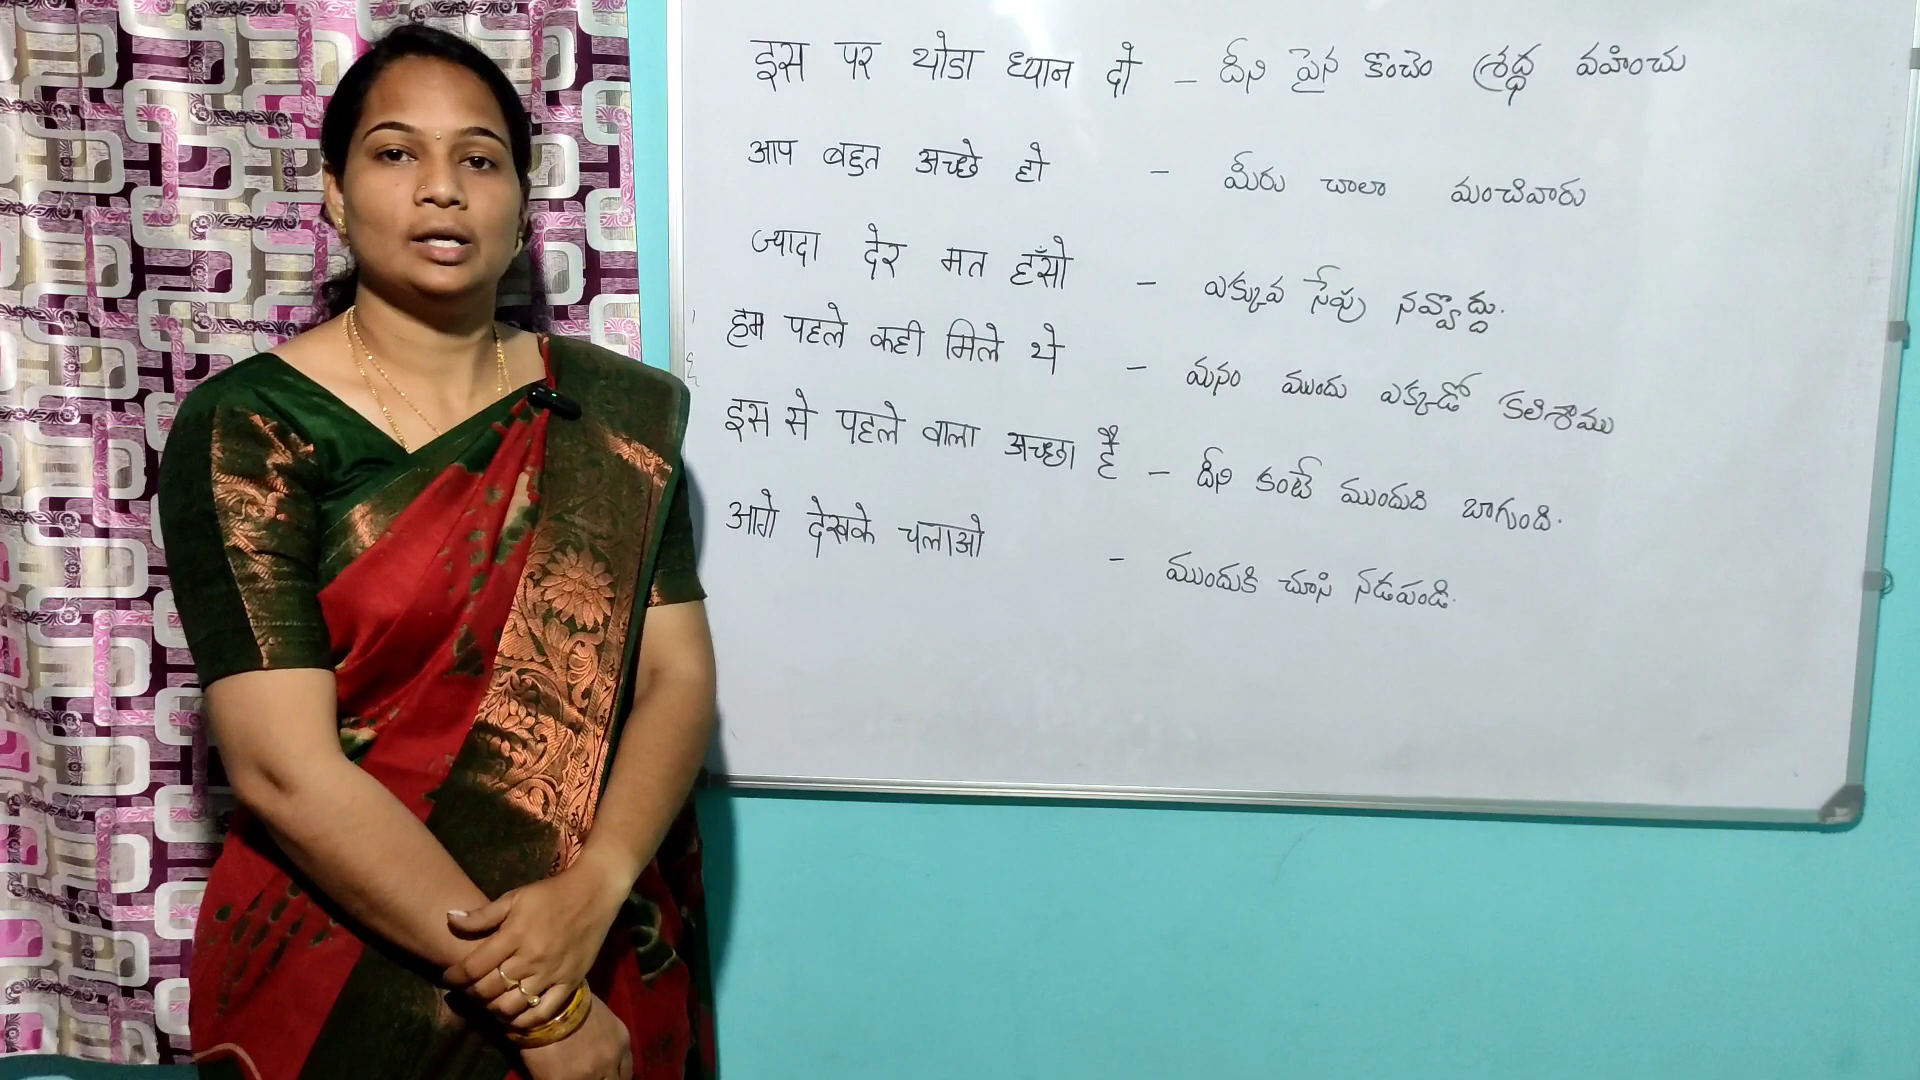 इस पर थोडा ध्यान दो - దీని పైన కొంచెం శ్రద్ధ వహించు
आप बहुत अच्छे हो - మీరు చాలా మంచివారు
ज्यादा देर मत हँसो - ఎక్కువ సేపు నవ్వొద్దు.
हम पहले कही मिले थे - మనం ముందు ఎక్కడో కలిశాము
इस से पहले वाला अच्छा है - దీని కంటే ముందుది బాగుంది.
आगे देखके चलाओ - ముందుకి చూసి నడపండి.